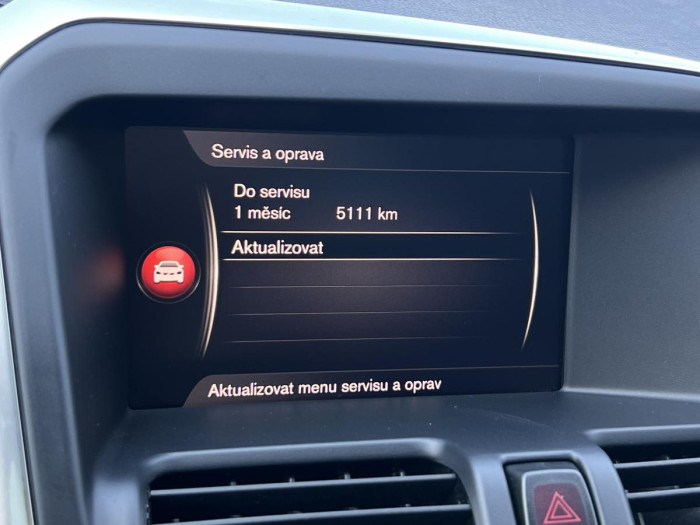 Servis a oprava
Do servisu
1 měsíc 5111 km
Aktualizovat
Aktualizovat menu servisu a oprav